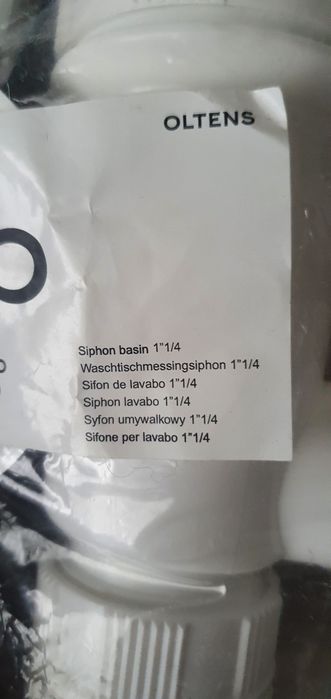 OLTENS
Siphon basin 1"1/4
Waschtischmessingsiphon 1"1/4
Sifon de lavabo 1"1/4
Siphon lavabo 1"1/4
Syfon umywalkowy 1"1/4
Sifone per lavabo 1"1/4